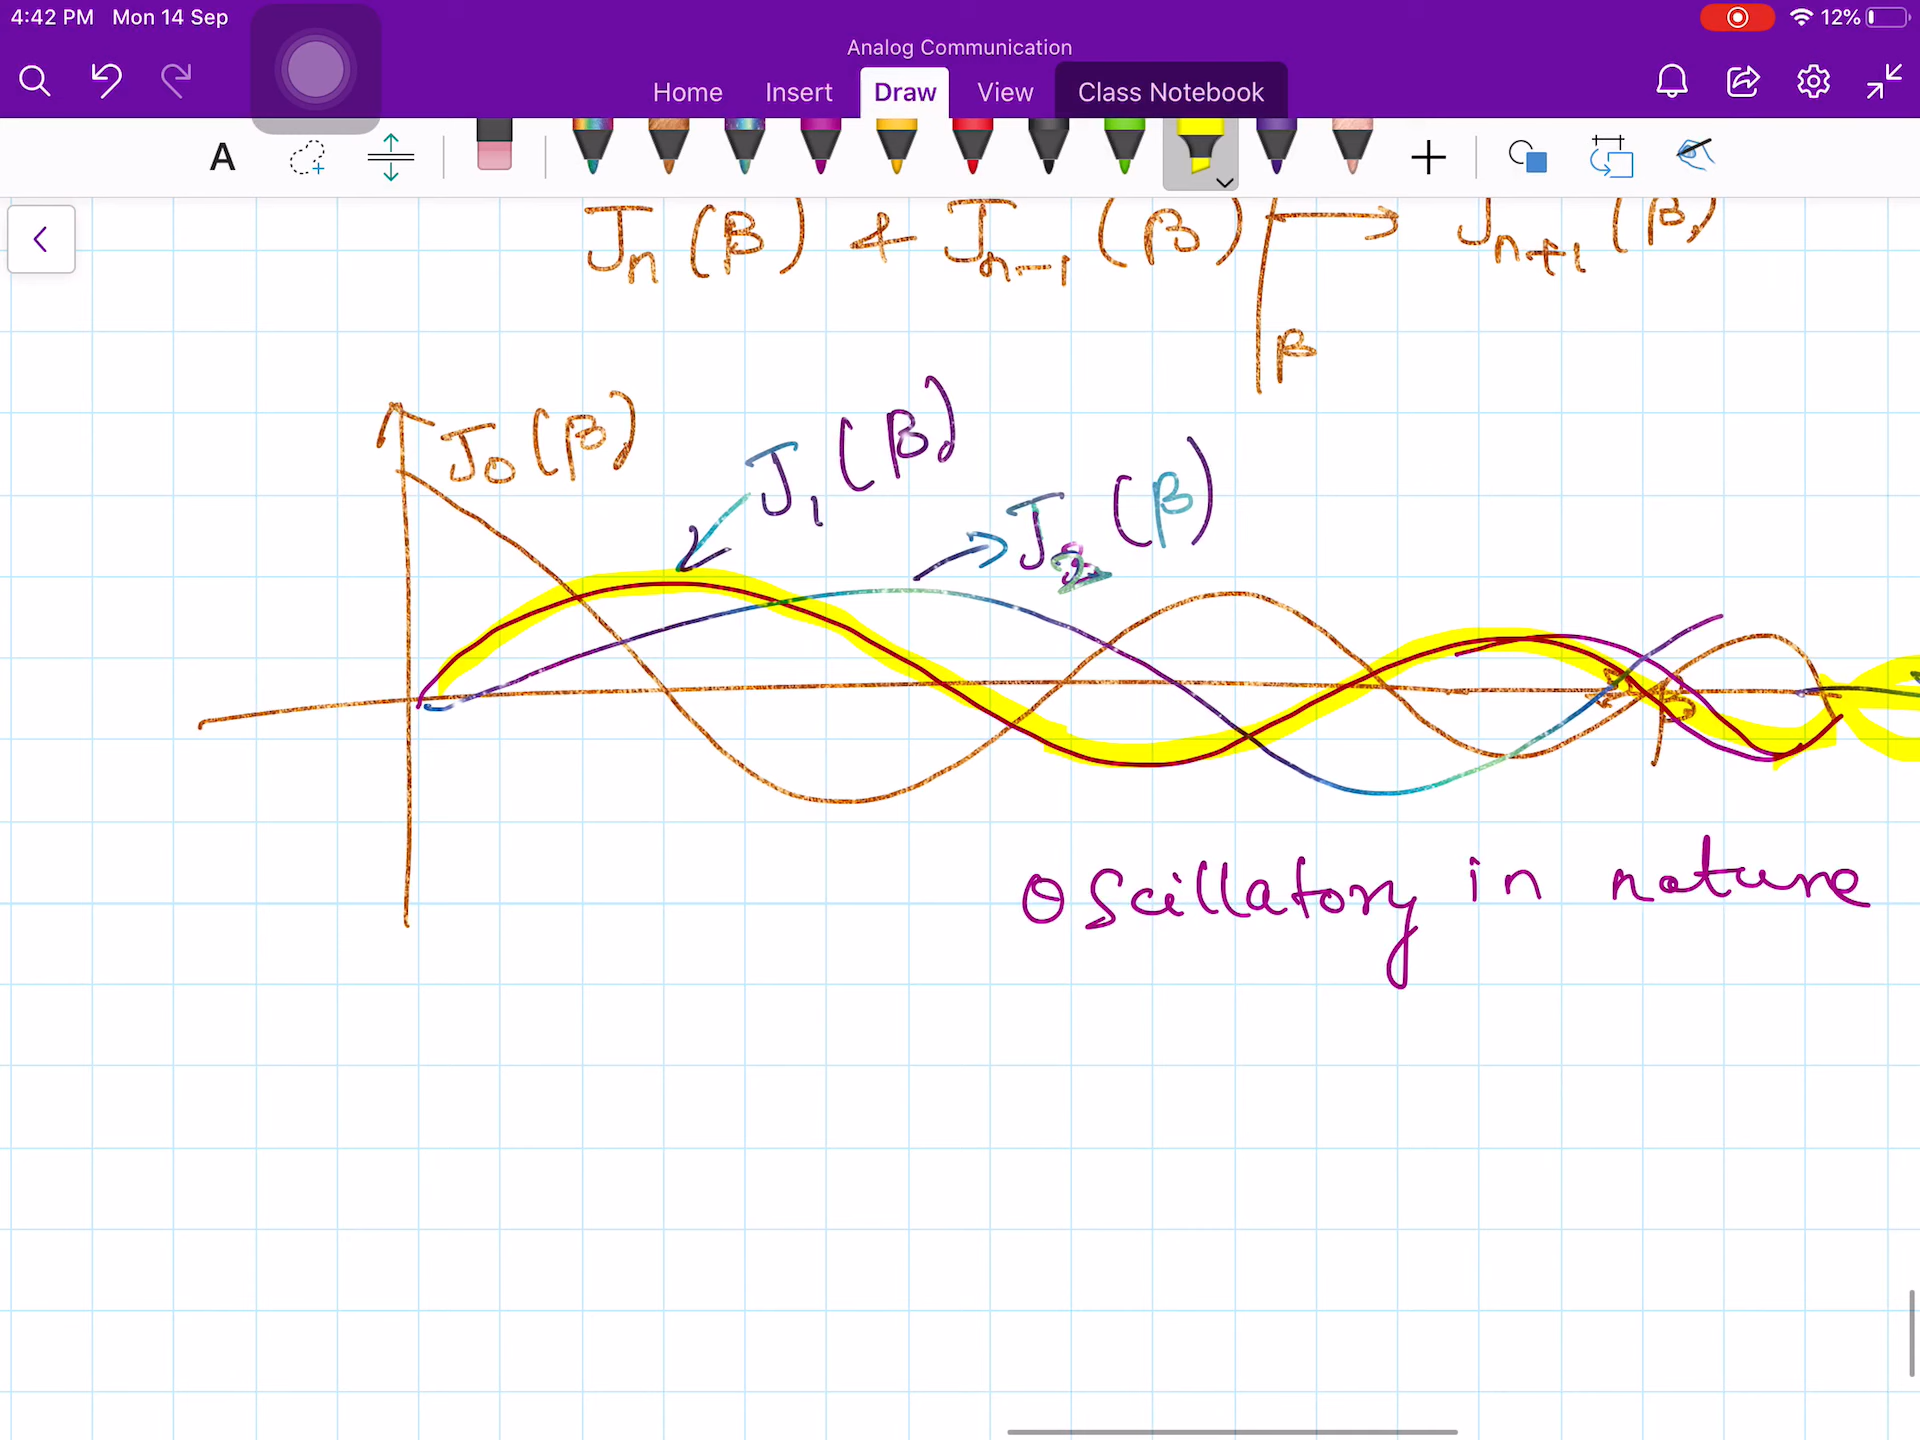 4:42 PM Mon 14 Sep
12%
Analog Communication
Home Insert Draw View Class Notebook
A
Jn (β) + Jn-1 (β) | → Jn+1 (β)
β
J0 (β)
J1 (β)
J2 (β)
β
Oscillatory in nature